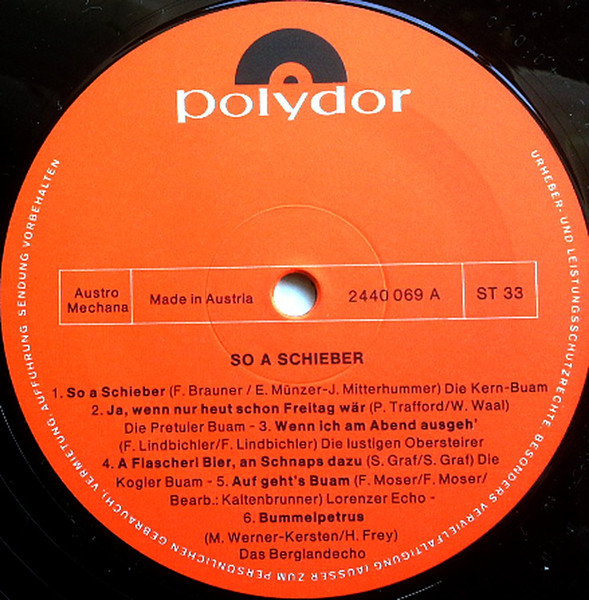 polydor
Austro
Mechana
Made in Austria
2440 069 A
ST 33
SO A SCHIEBER
1. So a Schieber (F. Brauner / E. Münzer-J. Mitterhummer) Die Kern-Buam
2. Ja, wenn nur heut schon Freitag wär (P. Trafford/W. Waal)
Die Pretuler Buam - 3. Wenn ich am Abend ausgeh'
(F. Lindbichler/F. Lindbichler) Die lustigen Obersteirer
4. A Flascherl Bier, an Schnaps dazu (S. Graf/S. Graf) Die
Kogler Buam - 5. Auf geht's Buam (F. Moser/F. Moser/
Bearb.: Kaltenbrunner) Lorenzer Echo -
6. Bummelpetrus
(M. Werner-Kersten/H. Frey)
Das Berglandecho
URHEBER- UND LEISTUNGSSCHUTZRECHTE, BESONDERS VERVIELFÄLTIGUNG (AUSSER ZUM PERSÖNLICHEN GEBRAUCH), VERMIETUNG AUFFÜHRUNG SENDUNG VORBEHALTEN